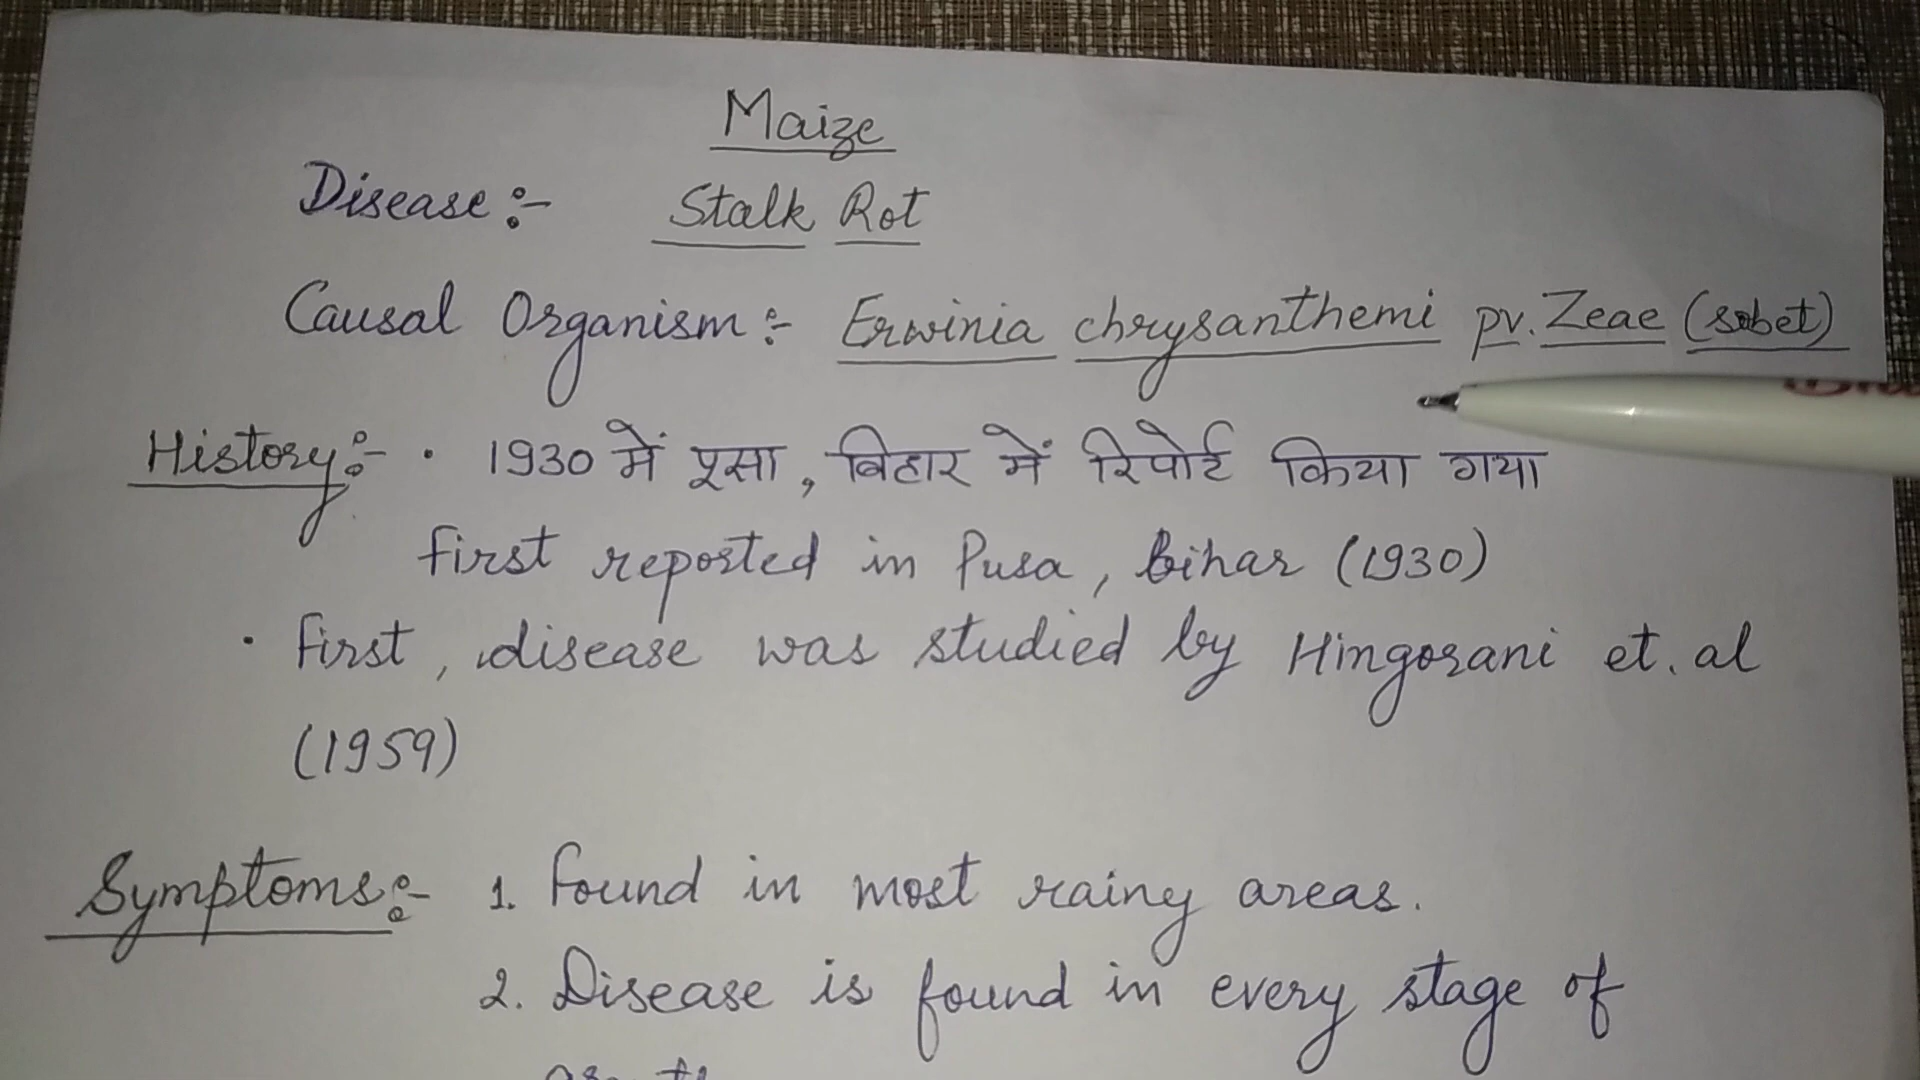 Maize
Disease :- Stalk Rot
Causal Organism :- Erwinia chrysanthemi pv. Zeae (sabet)
History :- • 1930 में पूसा, बिहार में रिपोर्ट किया गया
first reported in Pusa, Bihar (1930)
• First, disease was studied by Hingorani et. al
(1959)
Symptoms :- 1. Found in most rainy areas.
2. Disease is found in every stage of